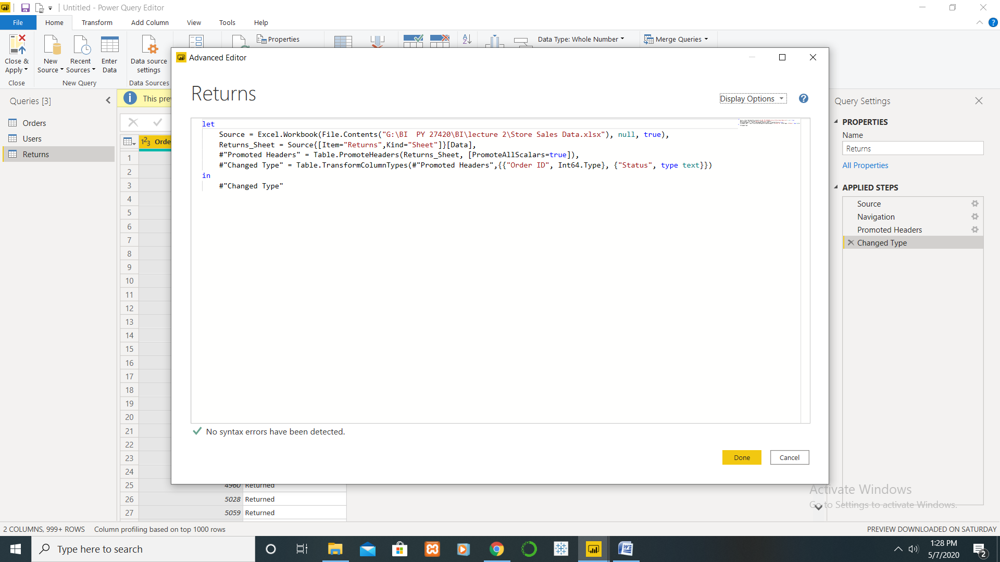 Untitled - Power Query Editor
File
Home
Transform
Add Column
View
Tools
Help
Close &
Apply
New
Source
Recent
Sources
Enter
Data
Data source
settings
Properties
Data Type: Whole Number
Merge Queries
Close
New Query
Data Sources
Queries [3]
Orders
Users
Returns
This pre
123 Orde
1
2
3
4
5
6
7
8
9
10
11
12
13
14
15
16
17
18
19
20
21
22
23
24
25 4960 Returned
26 5028 Returned
27 5059 Returned
Advanced Editor
Returns
Display Options
let
Source = Excel.Workbook(File.Contents("G:\BI  PY 27420\BI\lecture 2\Store Sales Data.xlsx"), null, true),
Returns_Sheet = Source{[Item="Returns",Kind="Sheet"]}[Data],
#"Promoted Headers" = Table.PromoteHeaders(Returns_Sheet, [PromoteAllScalars=true]),
#"Changed Type" = Table.TransformColumnTypes(#"Promoted Headers",{{"Order ID", Int64.Type}, {"Status", type text}})
in
#"Changed Type"
No syntax errors have been detected.
Done
Cancel
Query Settings
PROPERTIES
Name
Returns
All Properties
APPLIED STEPS
Source
Navigation
Promoted Headers
Changed Type
Activate Windows
Go to Settings to activate Windows.
2 COLUMNS, 999+ ROWS
Column profiling based on top 1000 rows
PREVIEW DOWNLOADED ON SATURDAY
Type here to search
1:28 PM
5/7/2020
2